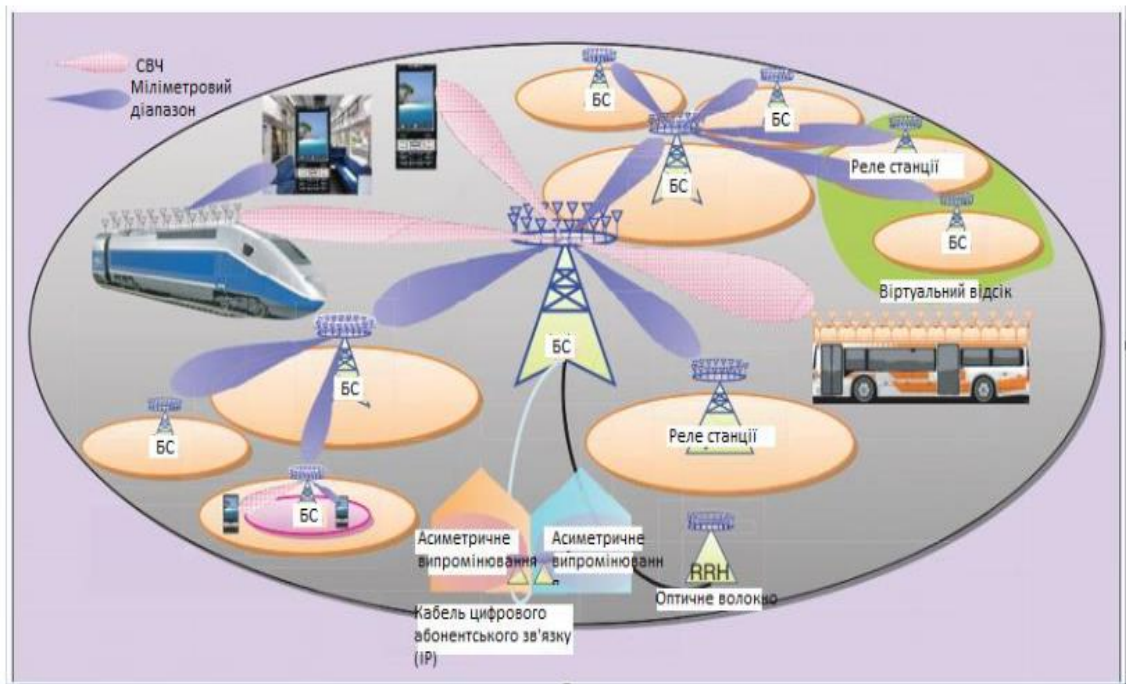 СВЧ
Міліметровий
діапазон
БС
БС
БС
Реле станції
БС
Віртуальний відсік
БС
БС
БС
Реле станції
БС
Асиметричне
випромінювання
Асиметричне
випромінюванн
я
RRH
Оптичне волокно
Кабель цифрового
абонентського зв'язку
(IP)